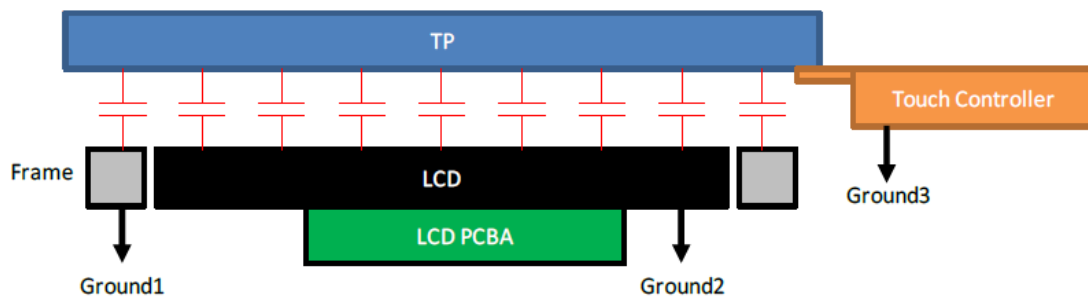 TP
Touch Controller
Frame
LCD
Ground3
LCD PCBA
Ground1
Ground2